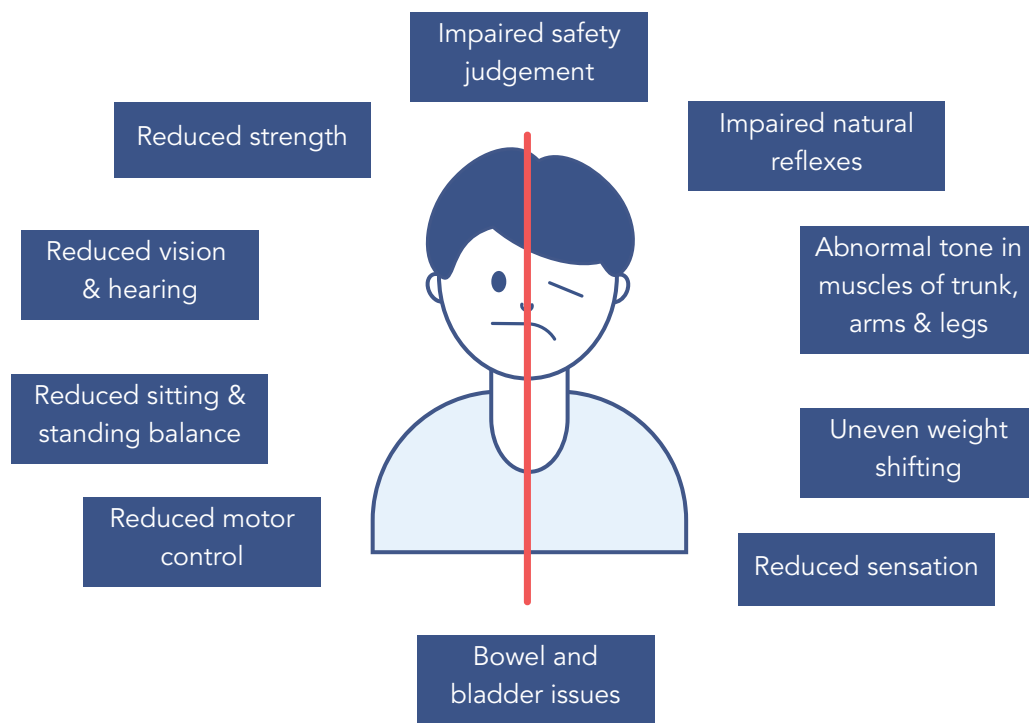 Impaired safety
judgement
Reduced strength
Impaired natural
reflexes
Reduced vision
& hearing
Abnormal tone in
muscles of trunk,
arms & legs
Reduced sitting &
standing balance
Uneven weight
shifting
Reduced motor
control
Reduced sensation
Bowel and
bladder issues